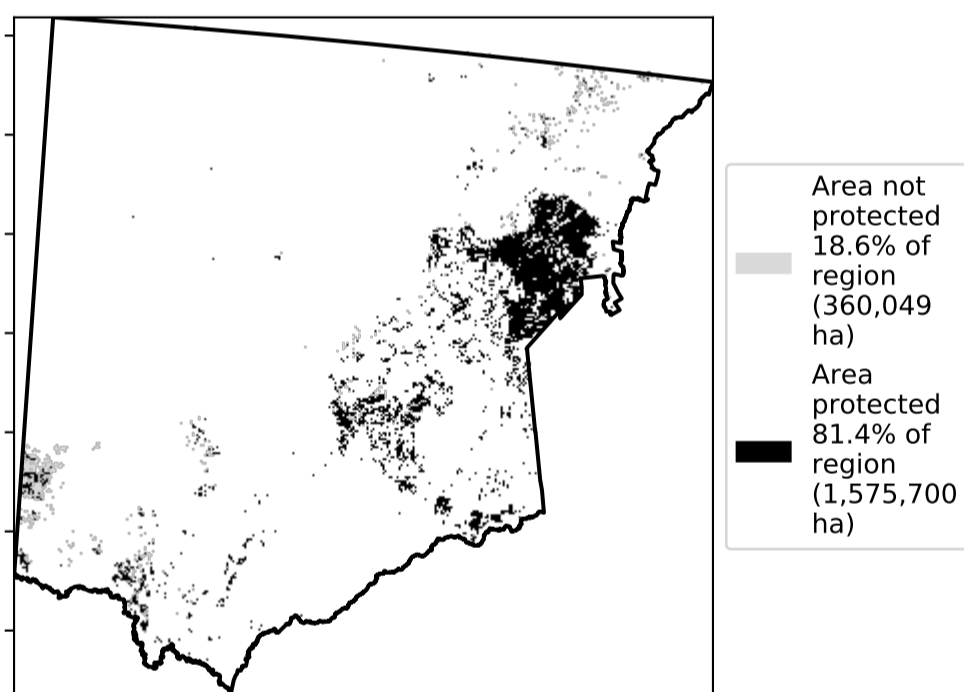 Area not
protected
18.6% of
region
(360,049
ha)
Area
protected
81.4% of
region
(1,575,700
ha)